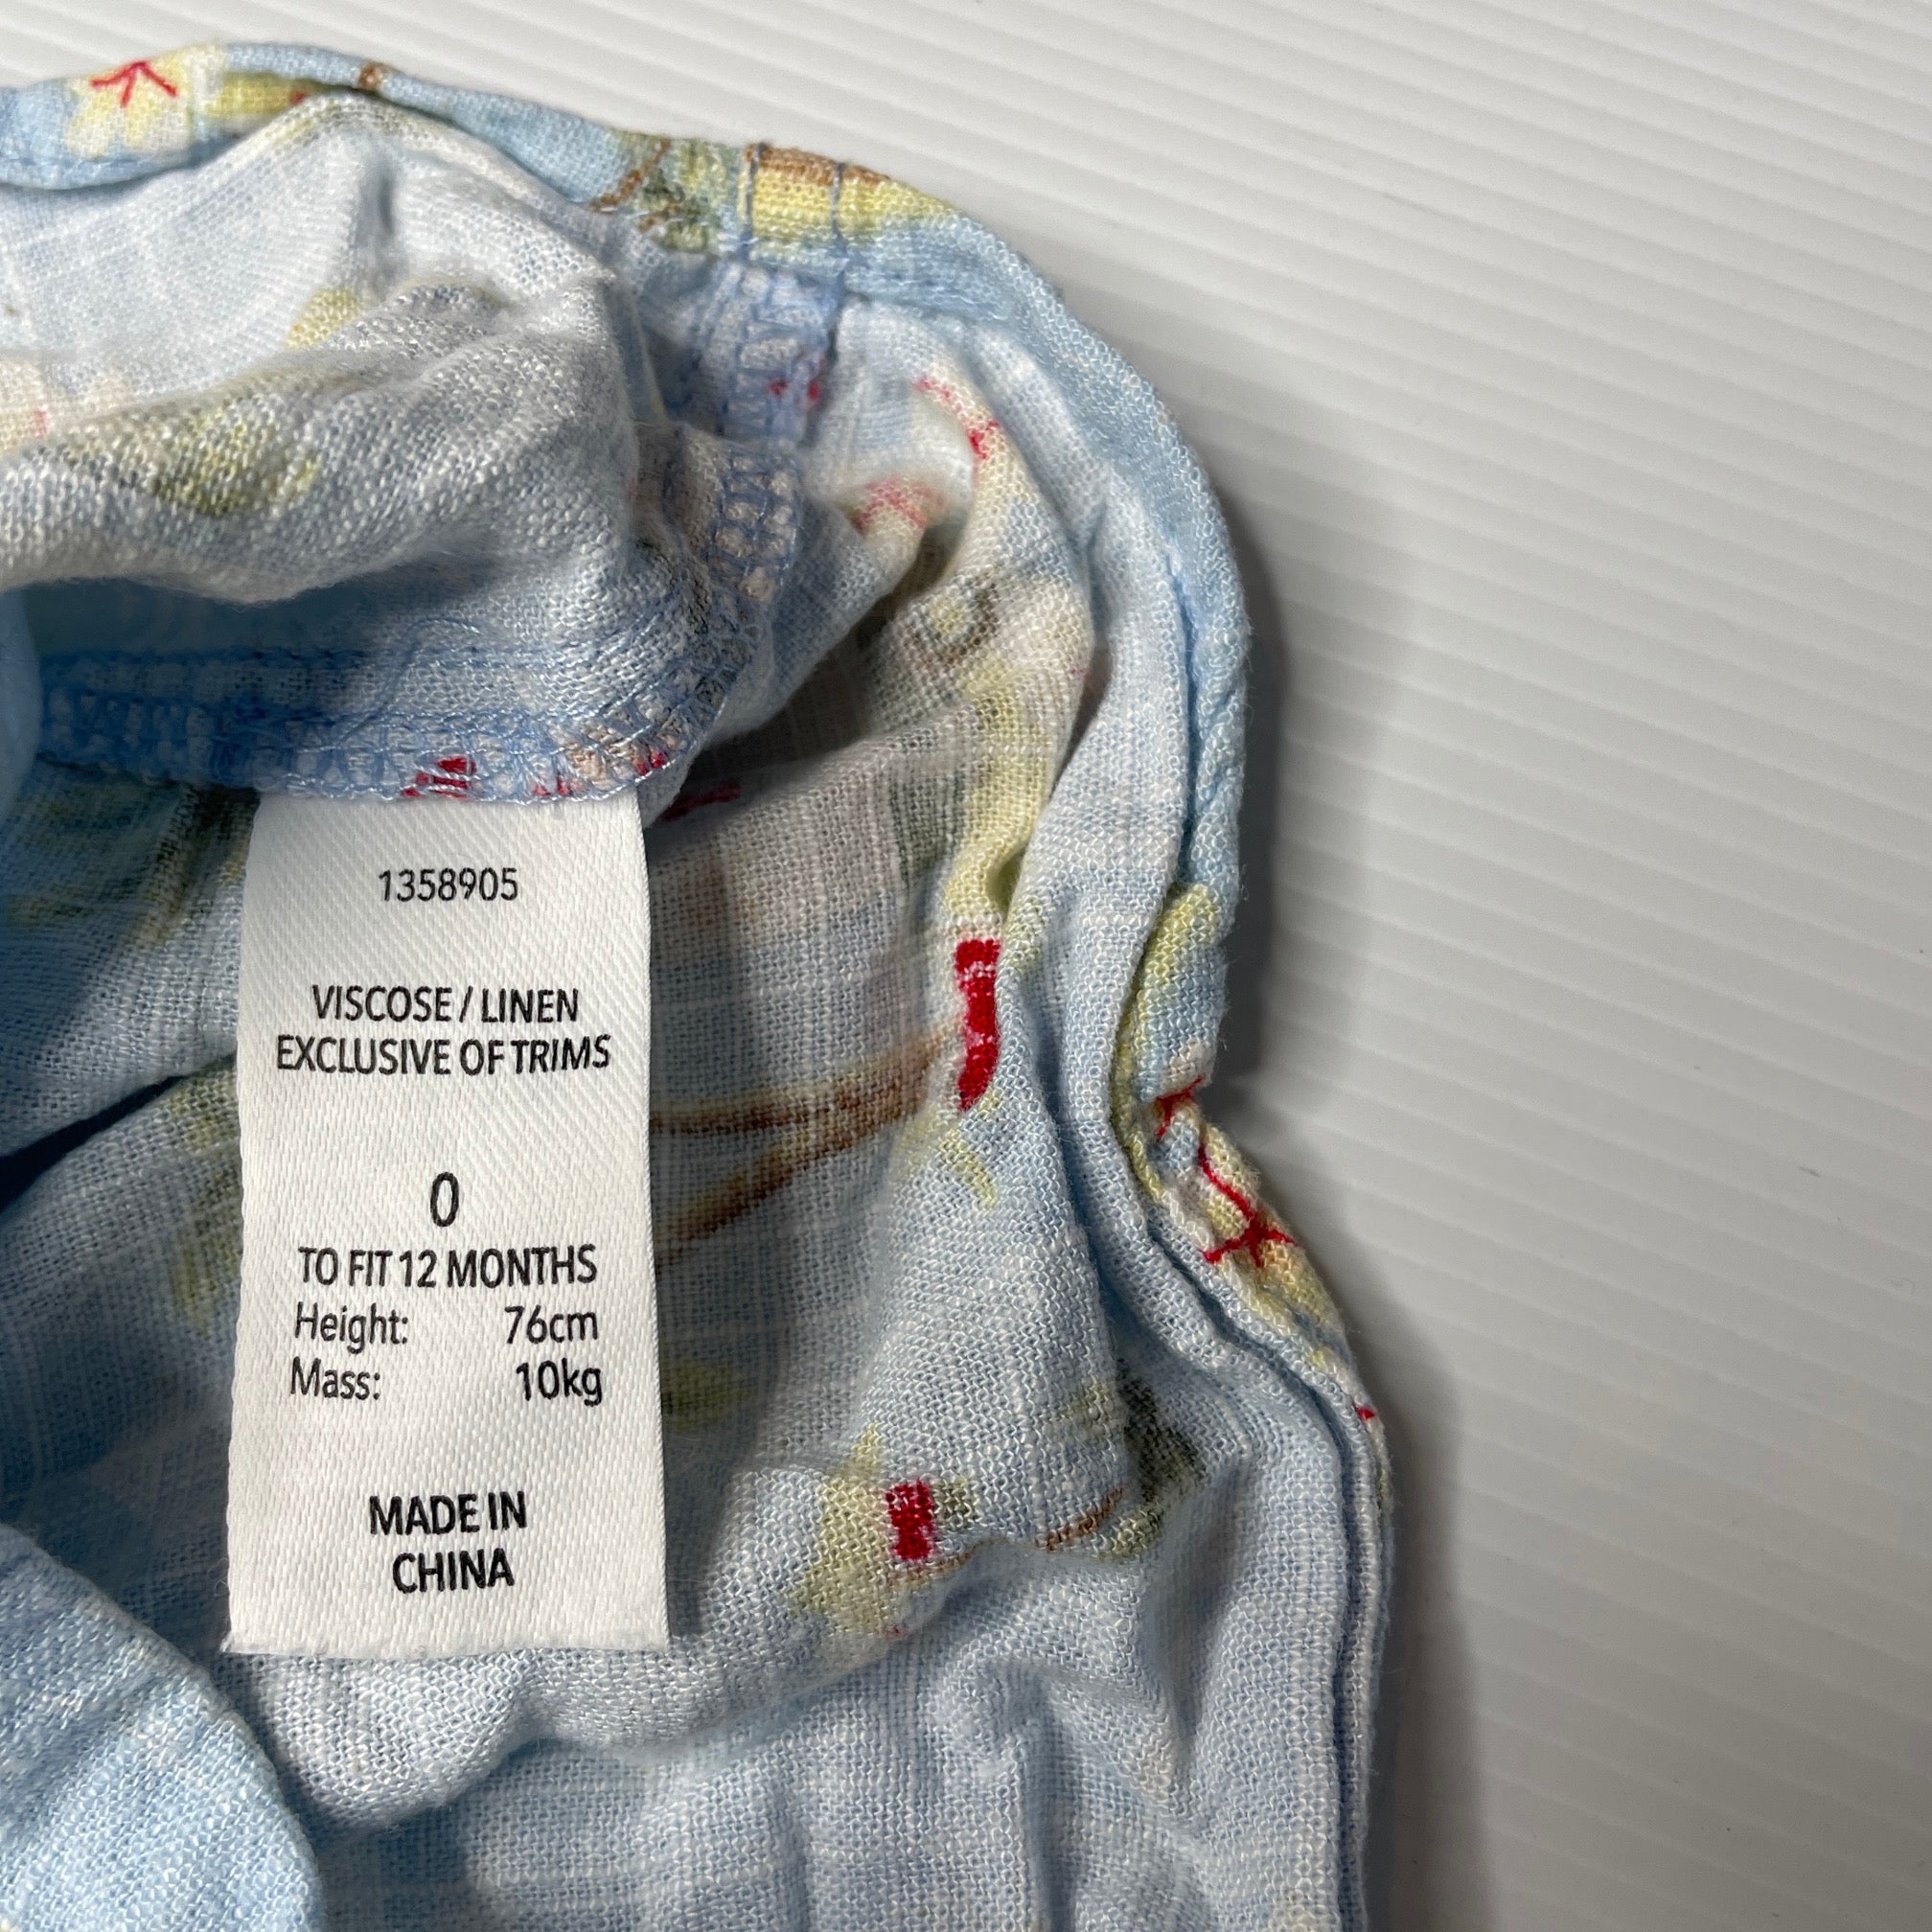 1358905
VISCOSE / LINEN
EXCLUSIVE OF TRIMS
0
TO FIT 12 MONTHS
Height: 76cm
Mass: 10kg
MADE IN
CHINA